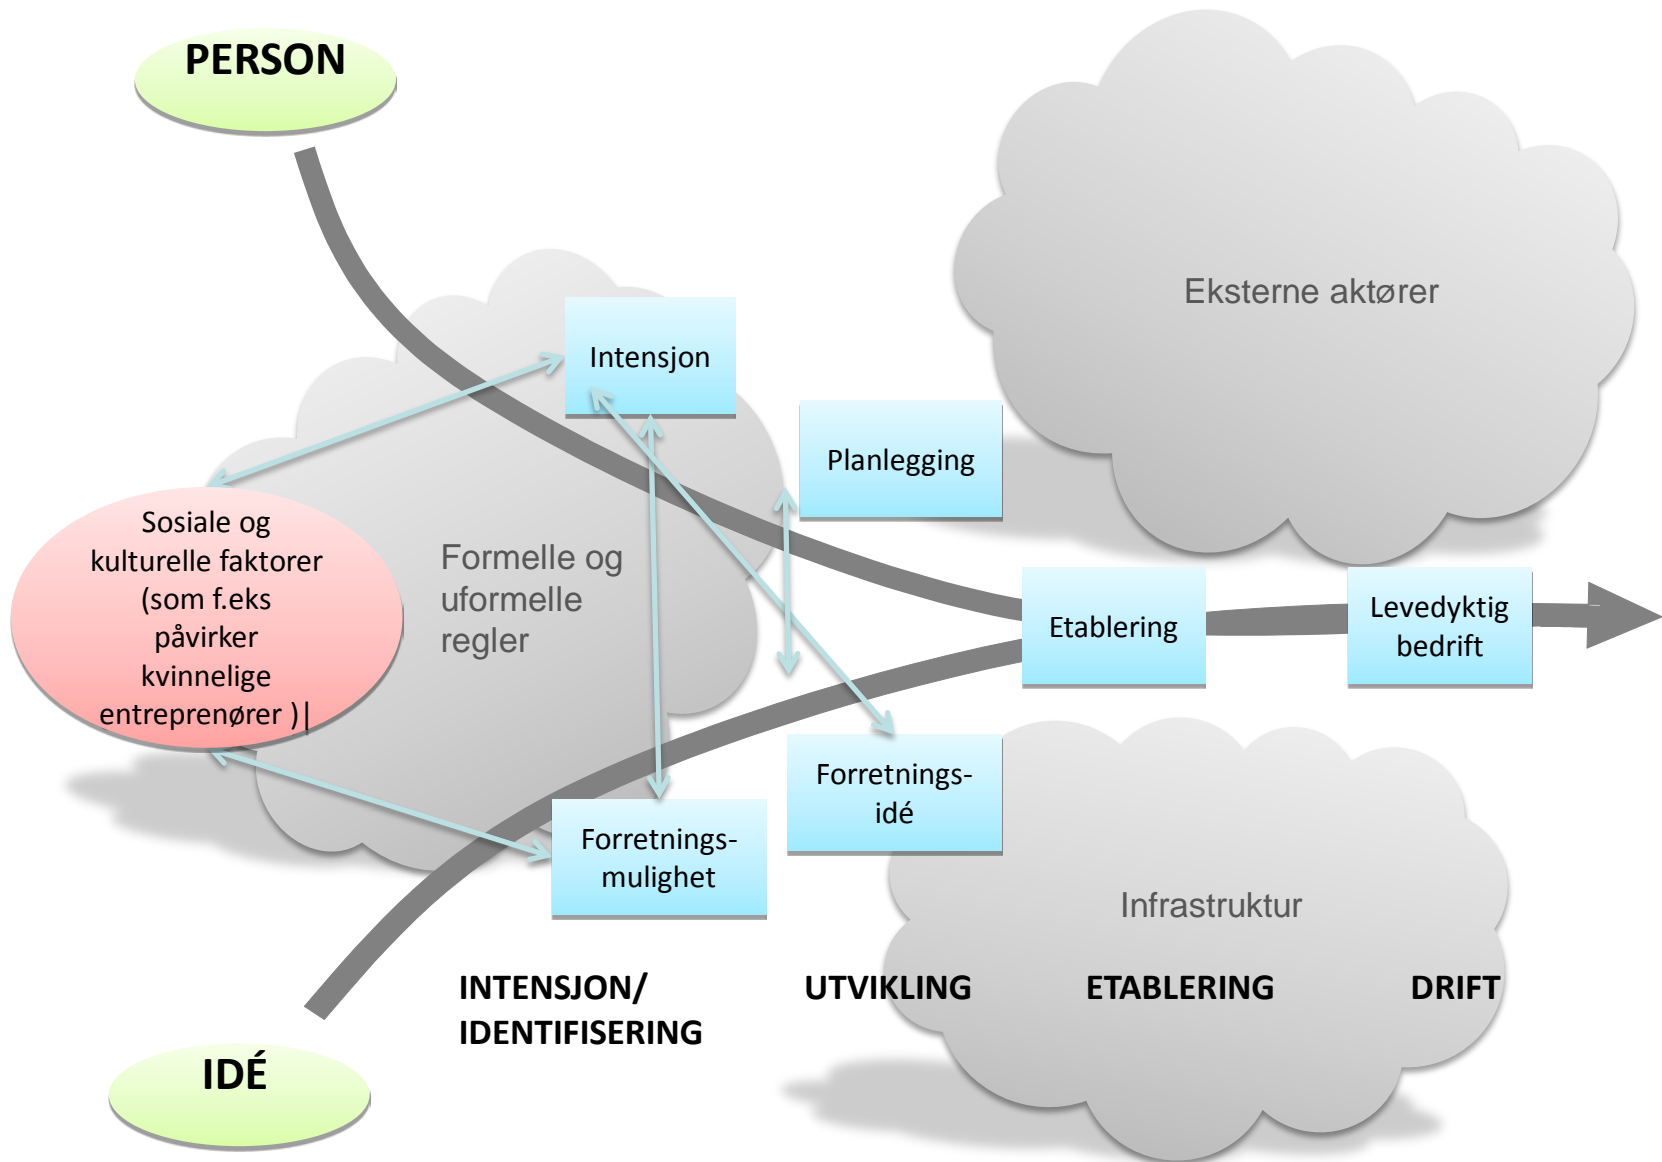 PERSON
Eksterne aktører
Intensjon
Planlegging
Sosiale og
kulturelle faktorer
(som f.eks
påvirker
kvinnelige
entreprenører )|
Formelle og
uformelle
regler
Etablering
Levedyktig
bedrift
Forretnings-
idé
Forretnings-
mulighet
Infrastruktur
INTENSJON/
IDENTIFISERING
UTVIKLING
ETABLERING
DRIFT
IDÉ